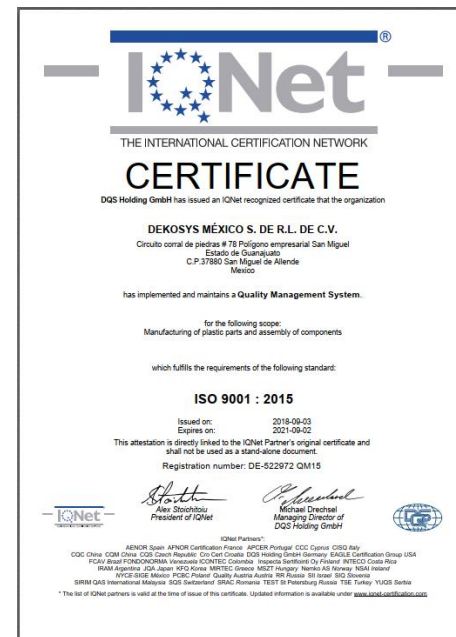 IQNet®
THE INTERNATIONAL CERTIFICATION NETWORK
CERTIFICATE
DQS Holding GmbH has issued an IQNet recognized certificate that the organization
DEKOSYS MÉXICO S. DE R.L. DE C.V.
Circuito corral de piedras # 78 Polígono empresarial San Miguel
Estado de Guanajuato
C.P.37880 San Miguel de Allende
Mexico
has implemented and maintains a Quality Management System.
for the following scope:
Manufacturing of plastic parts and assembly of components
which fulfills the requirements of the following standard:
ISO 9001 : 2015
Issued on: 2018-09-03
Expires on: 2021-09-02
This attestation is directly linked to the IQNet Partner's original certificate and
shall not be used as a stand-alone document.
Registration number: DE-522972 QM15
Alex Stoichitoiu
President of IQNet
Michael Drechsel
Managing Director of
DQS Holding GmbH
IQNet
IQNet Partners*:
AENOR Spain AFNOR Certification France APCER Portugal CCC Cyprus CISQ Italy
CQC China CQM China CQS Czech Republic Cro Cert Croatia DQS Holding GmbH Germany EAGLE Certification Group USA
FCAV Brazil FONDONORMA Venezuela ICONTEC Colombia Inspecta Sertifiointi Oy Finland INTECO Costa Rica
IRAM Argentina JQA Japan KFQ Korea MIRTEC Greece MSZT Hungary Nemko AS Norway NSAI Ireland
NYCE-SIGE México PCBC Poland Quality Austria Austria RR Russia SII Israel SIQ Slovenia
SIRIM QAS International Malaysia SQS Switzerland SRAC Romania TEST St Petersburg Russia TSE Turkey YUQS Serbia
* The list of IQNet partners is valid at the time of issue of this certificate. Updated information is available under www.iqnet-certification.com